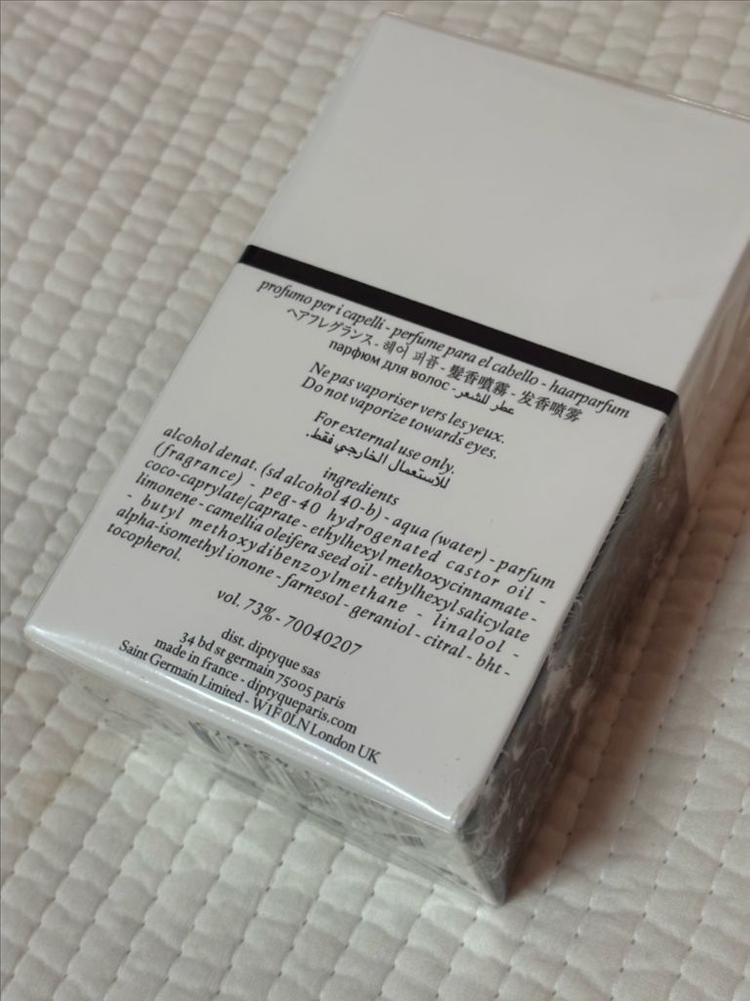 profumo per i capelli - perfume para el cabello - haarparfum
ヘアフレグランス - 헤어 퍼퓸 - 髮香噴霧 - 发香喷雾
парфюм для волос - عطر للشعر
Ne pas vaporiser vers les yeux.
Do not vaporize towards eyes.
For external use only.
للاستعمال الخارجي فقط.
ingredients
alcohol denat. (sd alcohol 40-b) - aqua (water) - parfum
(fragrance) - peg-40 hydrogenated castor oil -
coco-caprylate/caprate - ethylhexyl methoxycinnamate -
limonene - camellia oleifera seed oil - ethylhexyl salicylate
- butyl methoxydibenzoylmethane - linalool -
alpha-isomethyl ionone - farnesol - geraniol - citral - bht -
tocopherol.
vol. 73% - 70040207
dist. diptyque sas
34 bd st germain 75005 paris
made in france - diptyqueparis.com
Saint Germain Limited - W1F 0LN London UK